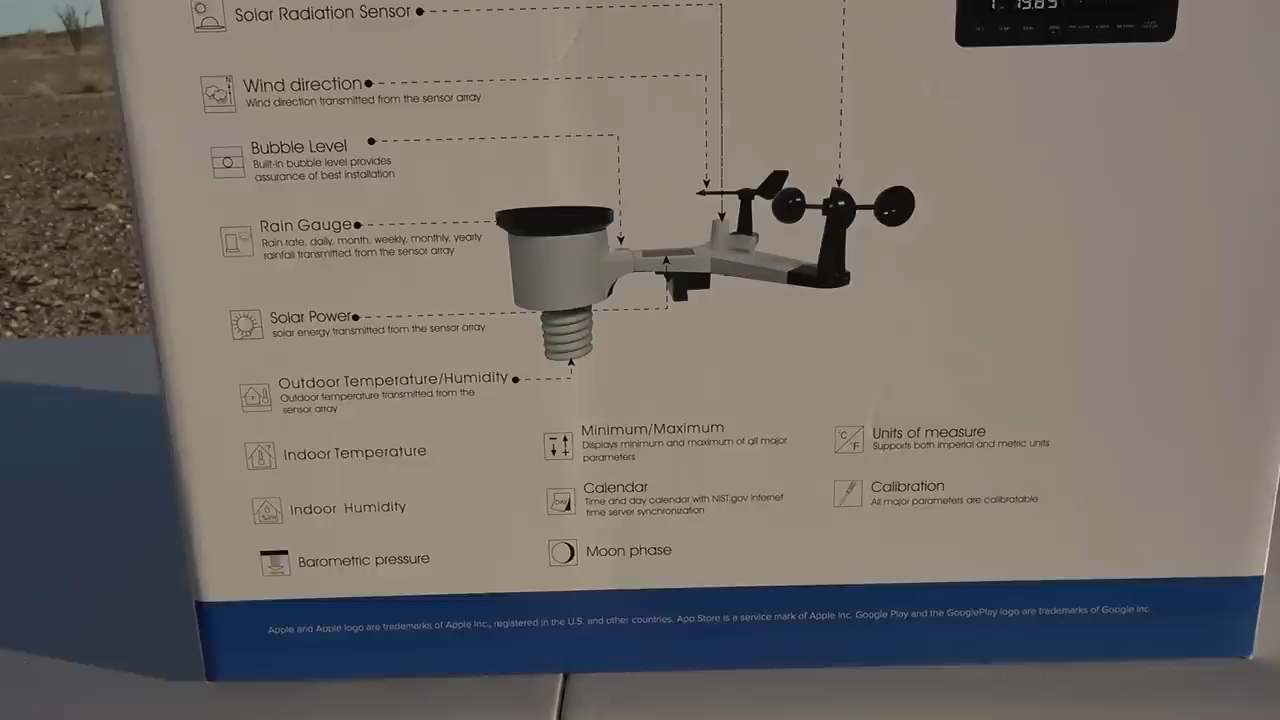 Solar Radiation Sensor
Wind direction
Wind direction transmitted from the sensor array
Bubble Level
Built-in bubble level provides
assurance of best installation
Rain Gauge
Rain rate, daily, month, weekly, monthly, yearly
rainfall transmitted from the sensor array
Solar Power
solar energy transmitted from the sensor array
Outdoor Temperature/Humidity
Outdoor temperature transmitted from the
sensor array
Indoor Temperature
Indoor Humidity
Barometric pressure
Minimum/Maximum
Displays minimum and maximum of all major
parameters
Calendar
Time and day calendar with NIST.gov internet
time server synchronization
DAY
Moon phase
Units of measure
Supports both imperial and metric units
°C
°F
Calibration
All major parameters are calibratable
Apple and Apple logo are trademarks of Apple Inc., registered in the U.S. and other countries. App Store is a service mark of Apple Inc. Google Play and the GooglePlay logo are trademarks of Google Inc.